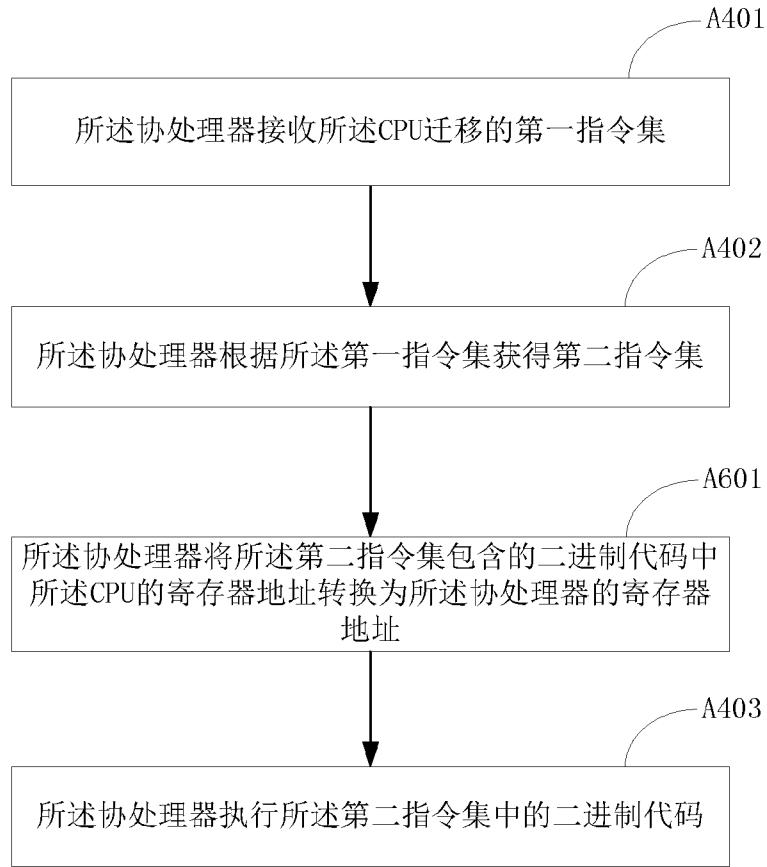 A401
所述协处理器接收所述CPU迁移的第一指令集
A402
所述协处理器根据所述第一指令集获得第二指令集
A601
所述协处理器将所述第二指令集包含的二进制代码中
所述CPU的寄存器地址转换为所述协处理器的寄存器
地址
A403
所述协处理器执行所述第二指令集中的二进制代码